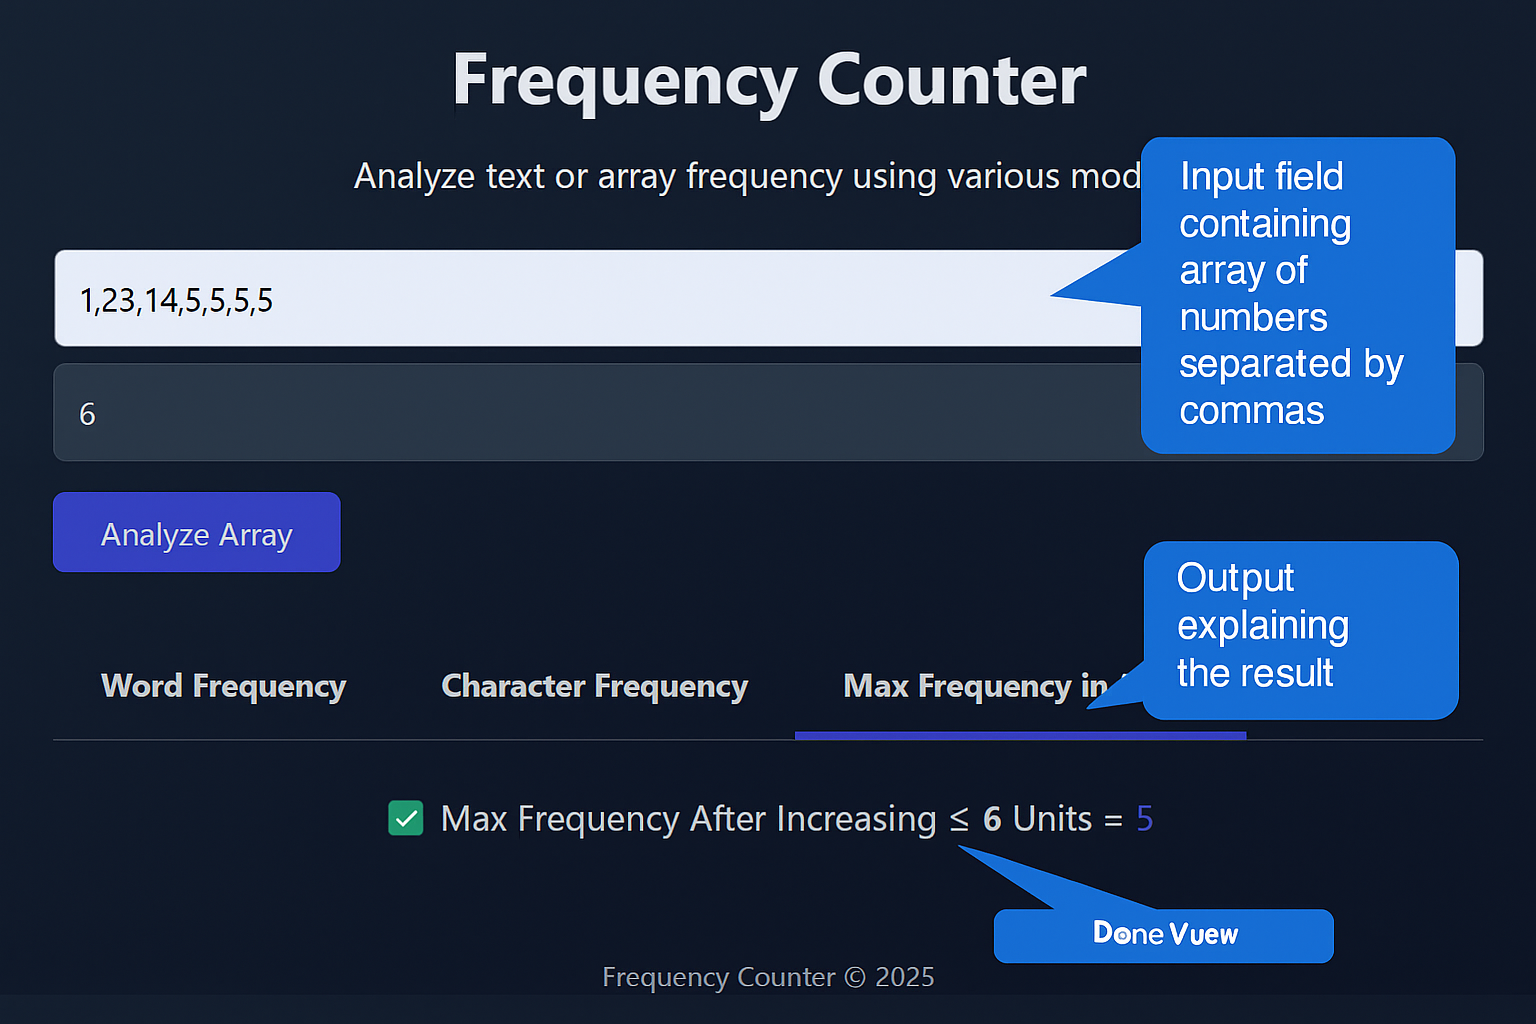 Frequency Counter
Analyze text or array frequency using various mod
Input field
containing
array of
numbers
separated by
commas
1,23,14,5,5,5,5
6
Analyze Array
Output
explaining
the result
Word Frequency
Character Frequency
Max Frequency in
✅ Max Frequency After Increasing ≤ 6 Units = 5
Done Vuew
Frequency Counter © 2025